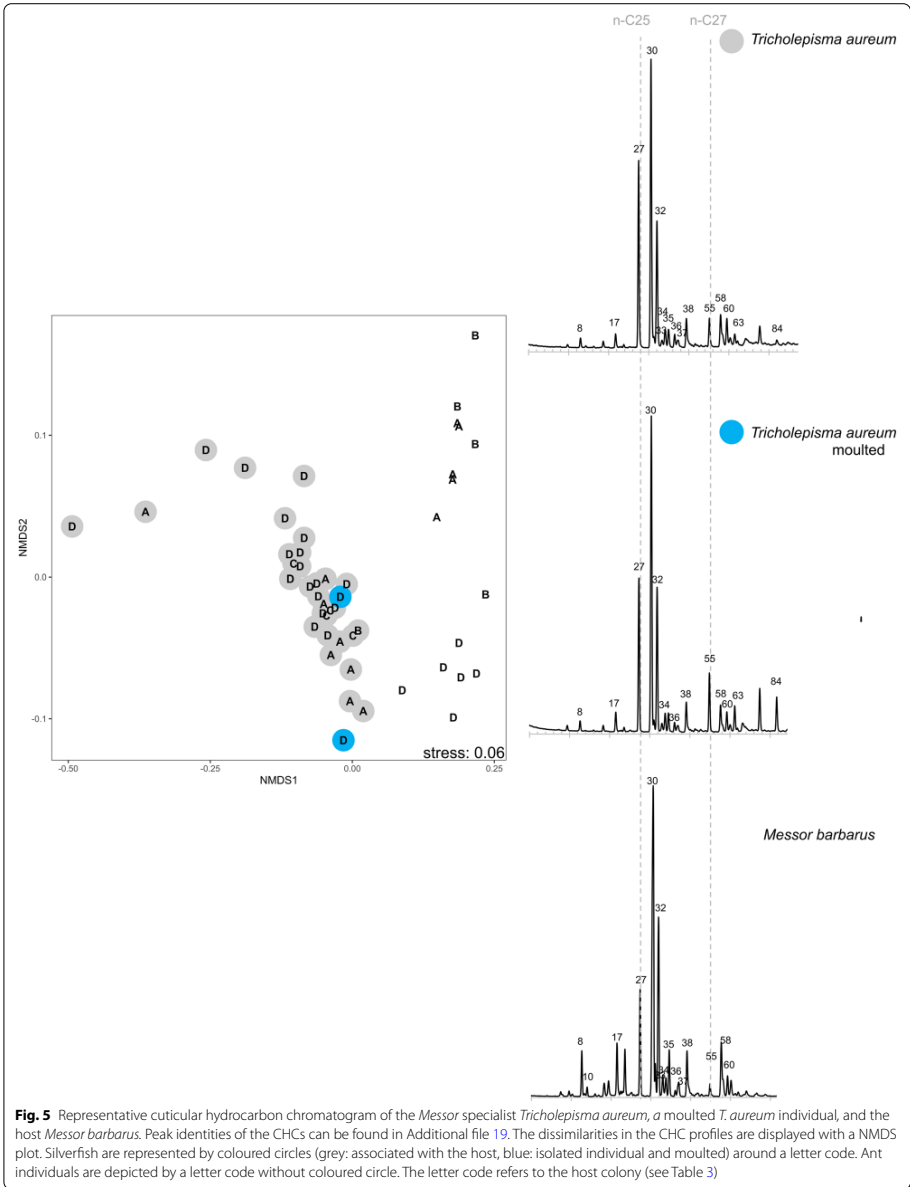 n-C25 n-C27
Tricholepisma aureum
30
27
32
8 17 34 33 35 36 37 38 55 58 60 63 84
Tricholepisma aureum
moulted
30
27 32
55
8 17 34 36 38 58 60 63 84
Messor barbarus
30
32
27
8 10 17 34 35 36 37 38 55 58 60
NMDS2
0.1
0.0
-0.1
B
B
A
A
B
D
D
D
A
A
A
D
A
D
D
D
D
D
C
D
D
A
D
D
D
B
D
D
A
D
D
D
C
D
D
C
B
A
D
A
D
A
D
D
D
A
A
D
D
D
stress: 0.06
-0.50 -0.25 0.00 0.25
NMDS1
Fig. 5 Representative cuticular hydrocarbon chromatogram of the Messor specialist Tricholepisma aureum, a moulted T. aureum individual, and the
host Messor barbarus. Peak identities of the CHCs can be found in Additional file 19. The dissimilarities in the CHC profiles are displayed with a NMDS
plot. Silverfish are represented by coloured circles (grey: associated with the host, blue: isolated individual and moulted) around a letter code. Ant
individuals are depicted by a letter code without coloured circle. The letter code refers to the host colony (see Table 3)